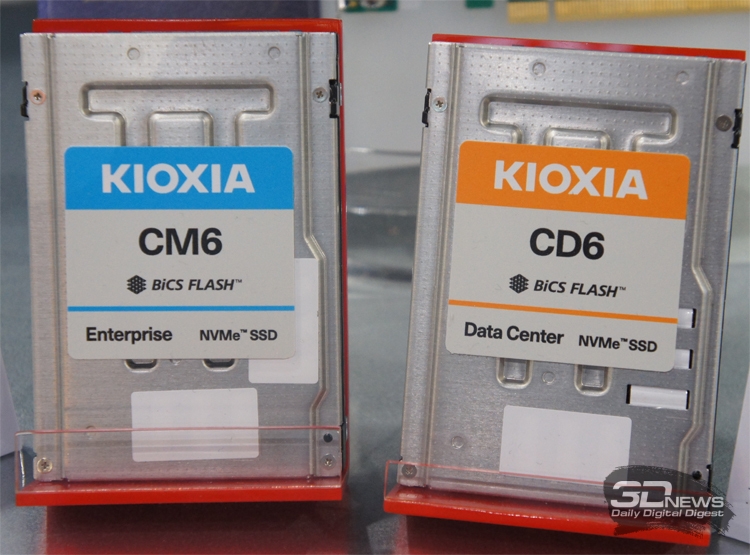 KIOXIA
CM6
BiCS FLASH™
Enterprise NVMe™ SSD
KIOXIA
CD6
BiCS FLASH™
Data Center NVMe™ SSD
3DNEWS
Daily Digital Digest